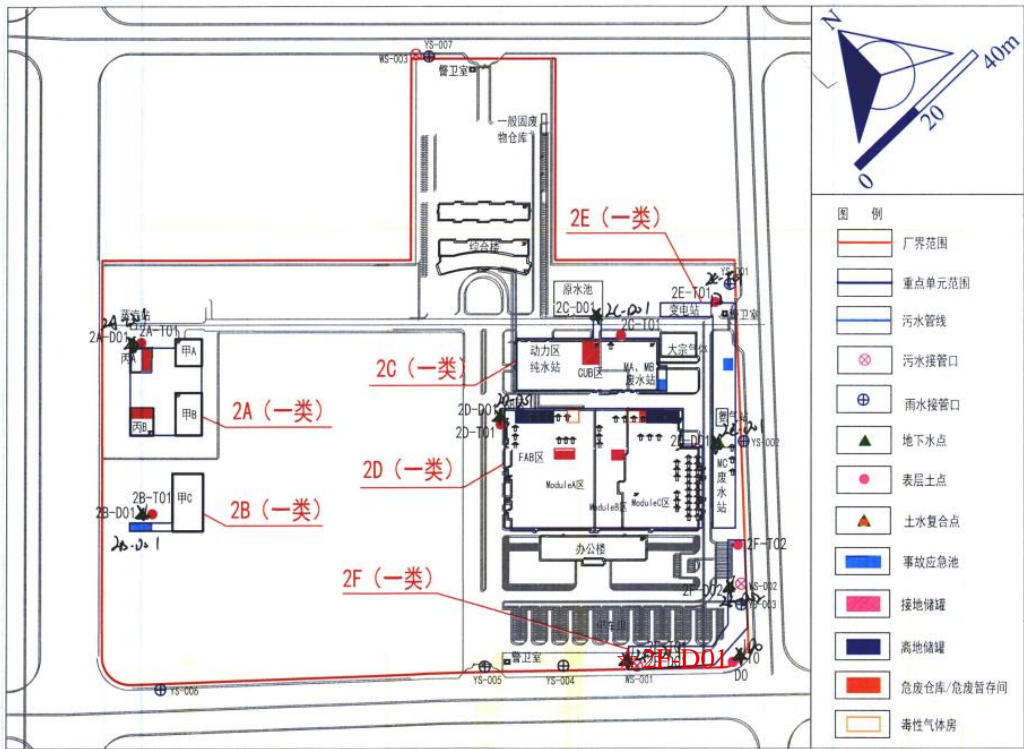 YS-007
WS-003
警卫室
一般固废
物仓库
综合楼
2E（一类）
原水池
2C-D01
2C-D01
2C-T01
2E-T01
变电站
YS-001
警卫室
大宗气体
2A-D01
2A-T01
丙A
甲A
动力区
纯水站
CUB区
MA、MB
废水站
2C（一类）
2A（一类）
甲B
丙B
2D-D01
2D-T01
FAB区
ModuleA区
ModuleB区
ModuleC区
2D（一类）
氨气站
YS-002
MC
废
水
站
2B-T01
2B-D01
甲C
2B（一类）
2B-D01
办公楼
2F-T02
2F（一类）
2F-D02
WS-002
YS-003
警卫室
2F-D01
WS-001
D0
YS-005
YS-004
YS-006
N
40m
20
0
图 例
厂界范围
重点单元范围
污水管线
污水接管口
雨水接管口
地下水点
表层土点
土水复合点
事故应急池
接地储罐
离地储罐
危废仓库/危废暂存间
毒性气体房